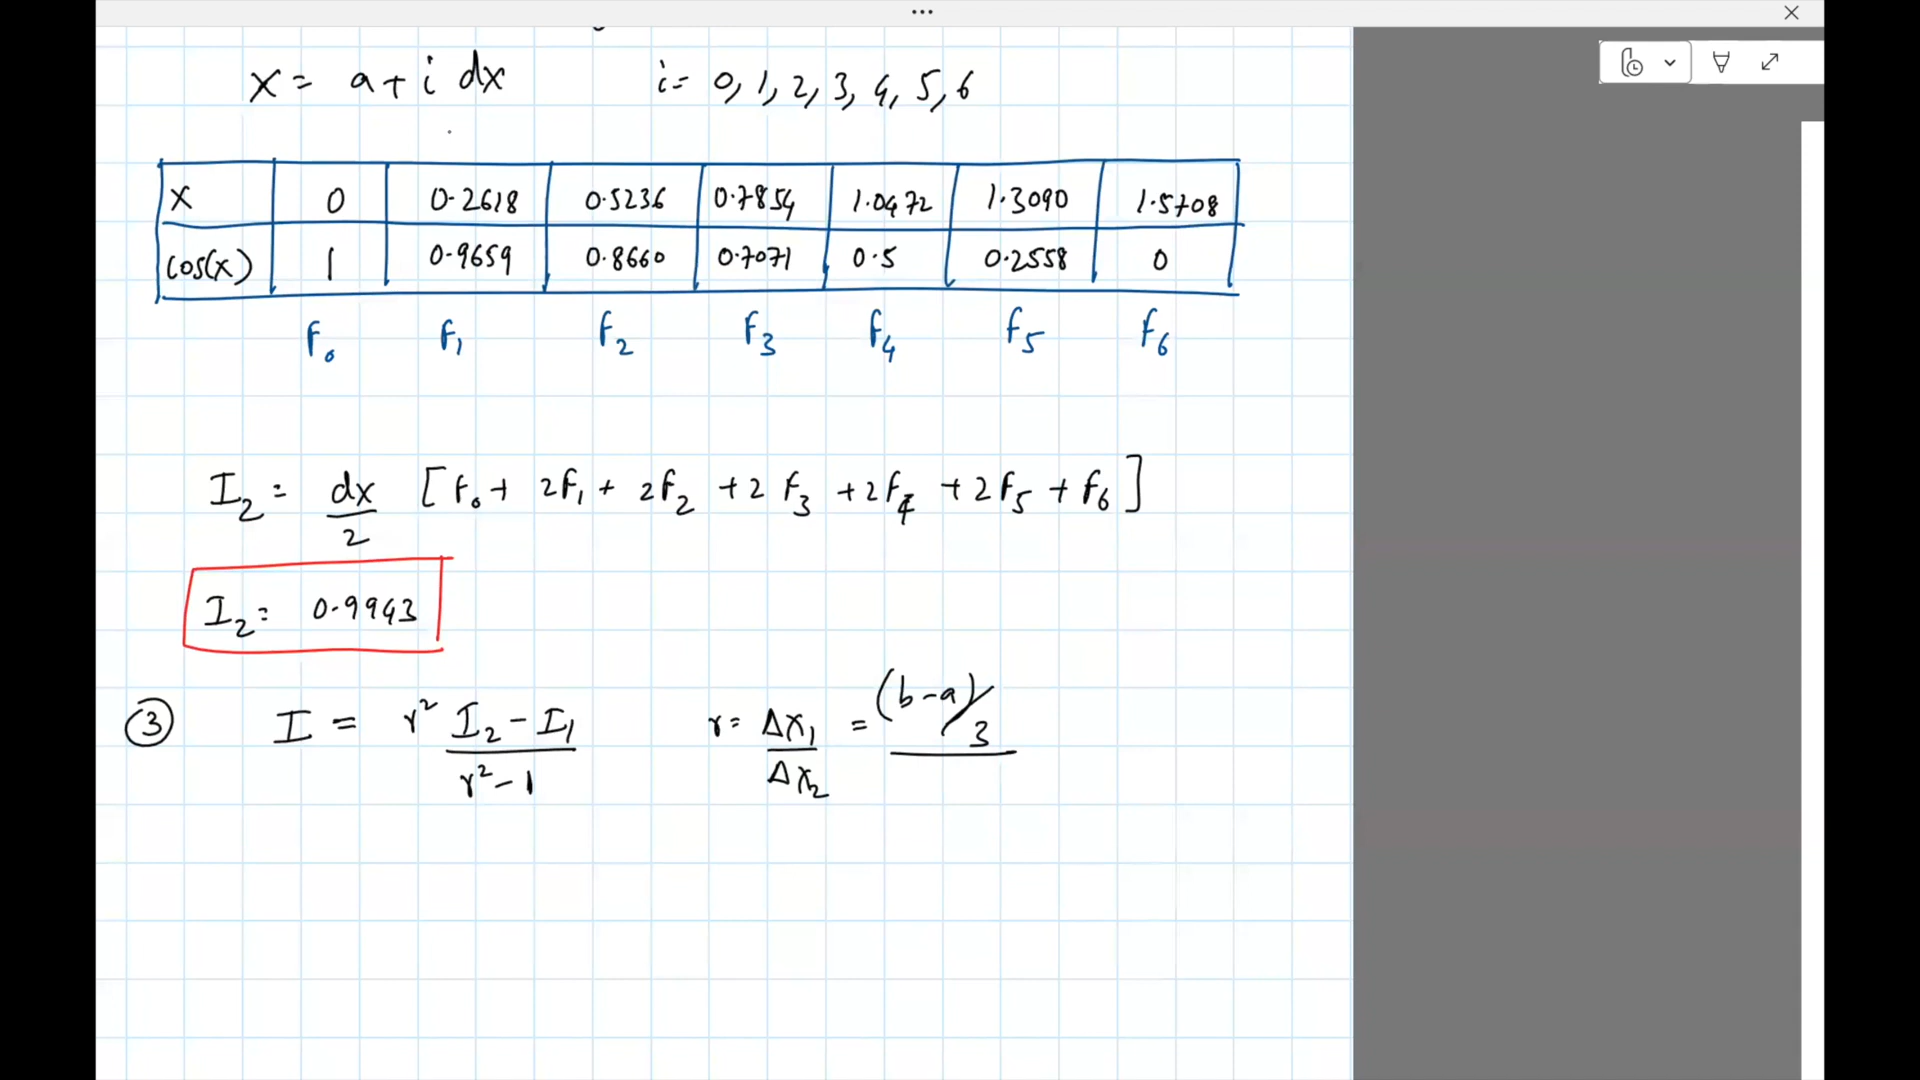 x = a + i dx    i = 0, 1, 2, 3, 4, 5, 6
x 0 0.2618 0.5236 0.7854 1.0472 1.3090 1.5708
cos(x) 1 0.9659 0.8660 0.7071 0.5 0.2558 0
f₀ f₁ f₂ f₃ f₄ f₅ f₆
I₂ = dx/2 [f₀ + 2f₁ + 2f₂ + 2f₃ + 2f₄ + 2f₅ + f₆]
I₂ = 0.9943
③ I = r² I₂ - I₁ / r² - 1    r = Δx₁/Δx₂ = (b-a)/3